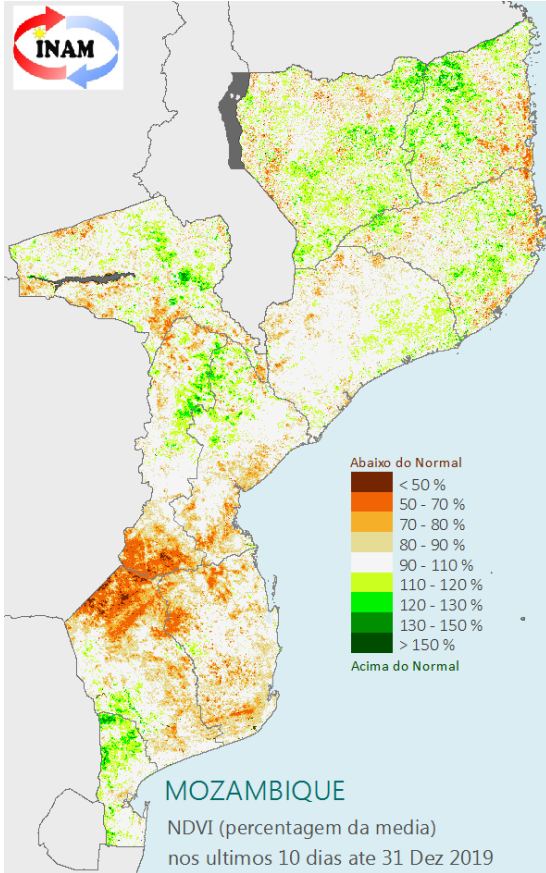 INAM
Abaixo do Normal
< 50 %
50 - 70 %
70 - 80 %
80 - 90 %
90 - 110 %
110 - 120 %
120 - 130 %
130 - 150 %
> 150 %
Acima do Normal
MOZAMBIQUE
NDVI (percentagem da media)
nos ultimos 10 dias ate 31 Dez 2019